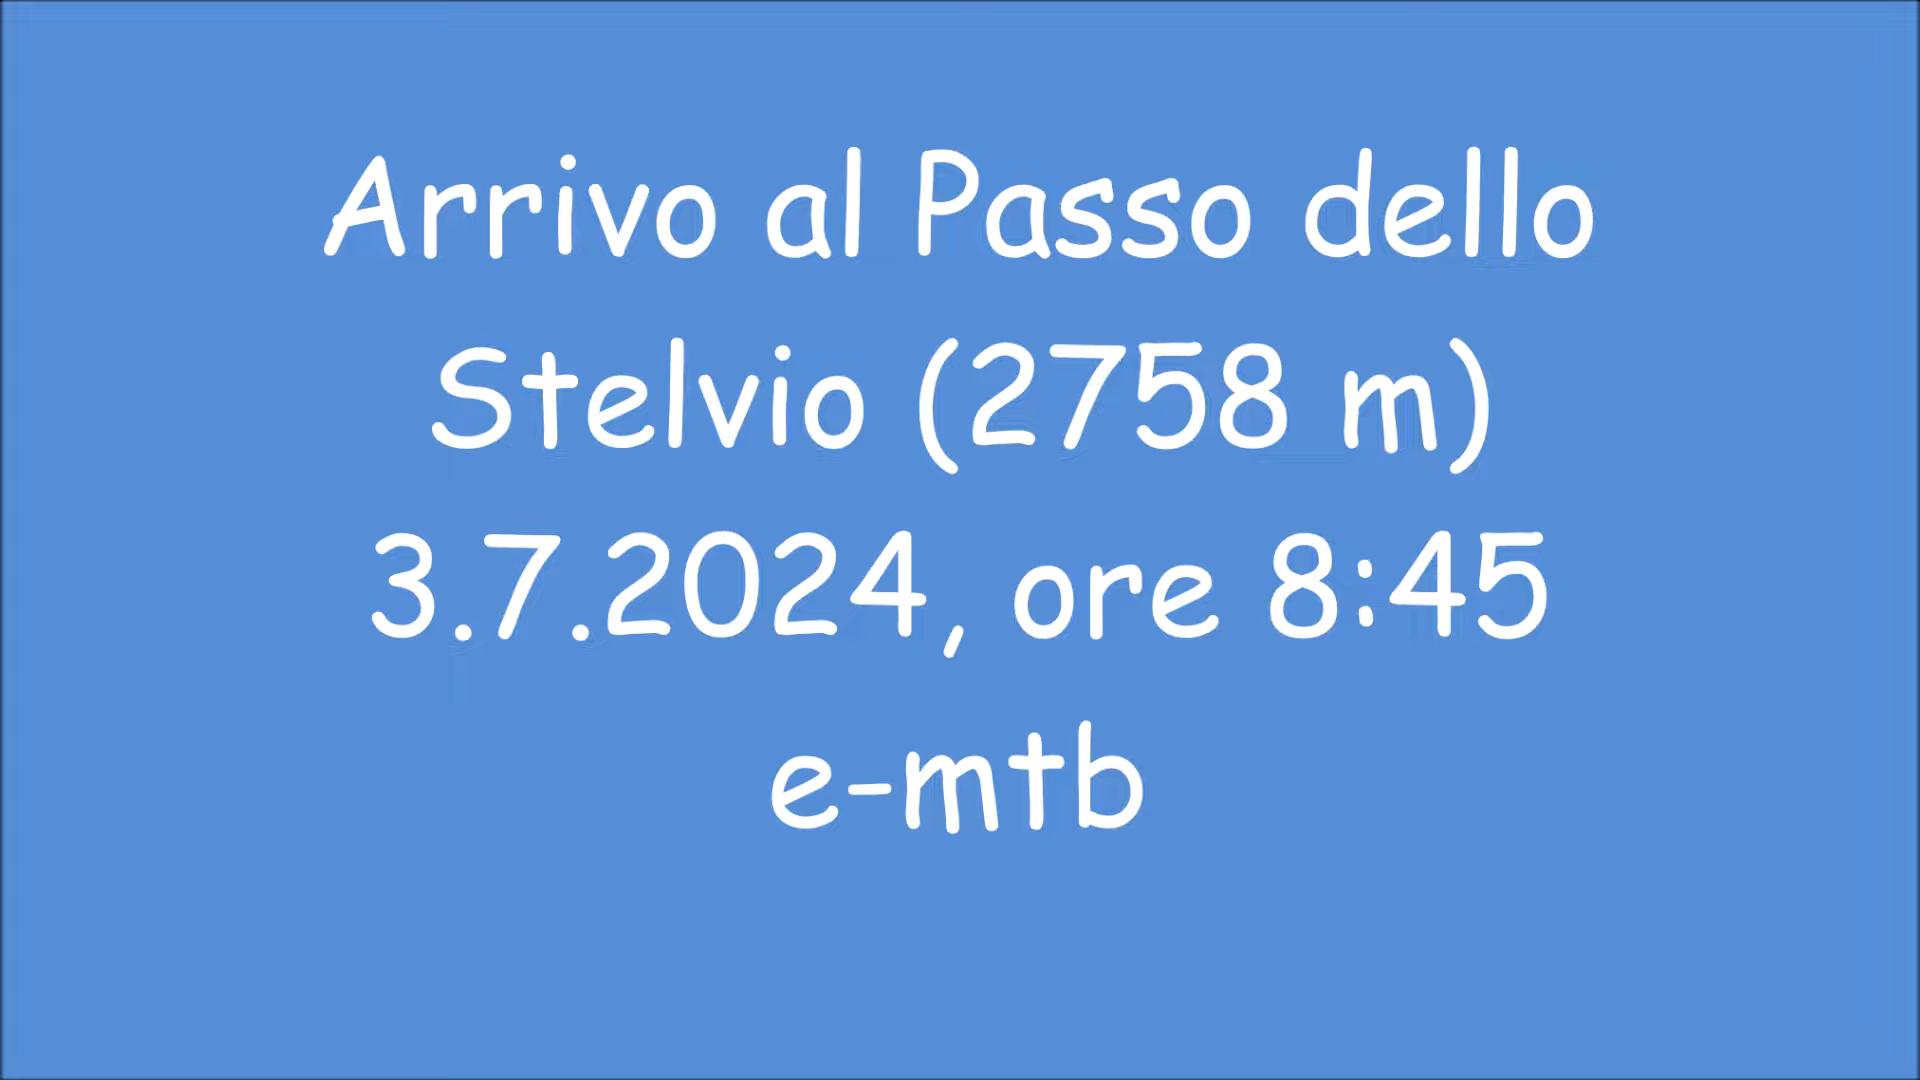 Arrivo al Passo dello
Stelvio (2758 m)
3.7.2024, ore 8:45
e-mtb